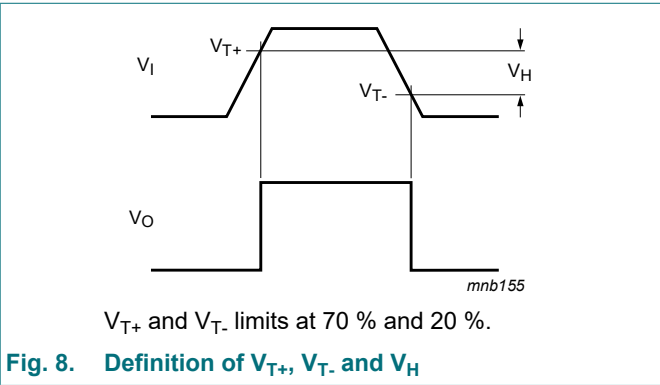 VT+
VI
VH
VT-
VO
mnb155
VT+ and VT- limits at 70 % and 20 %.
Fig. 8. Definition of VT+, VT- and VH